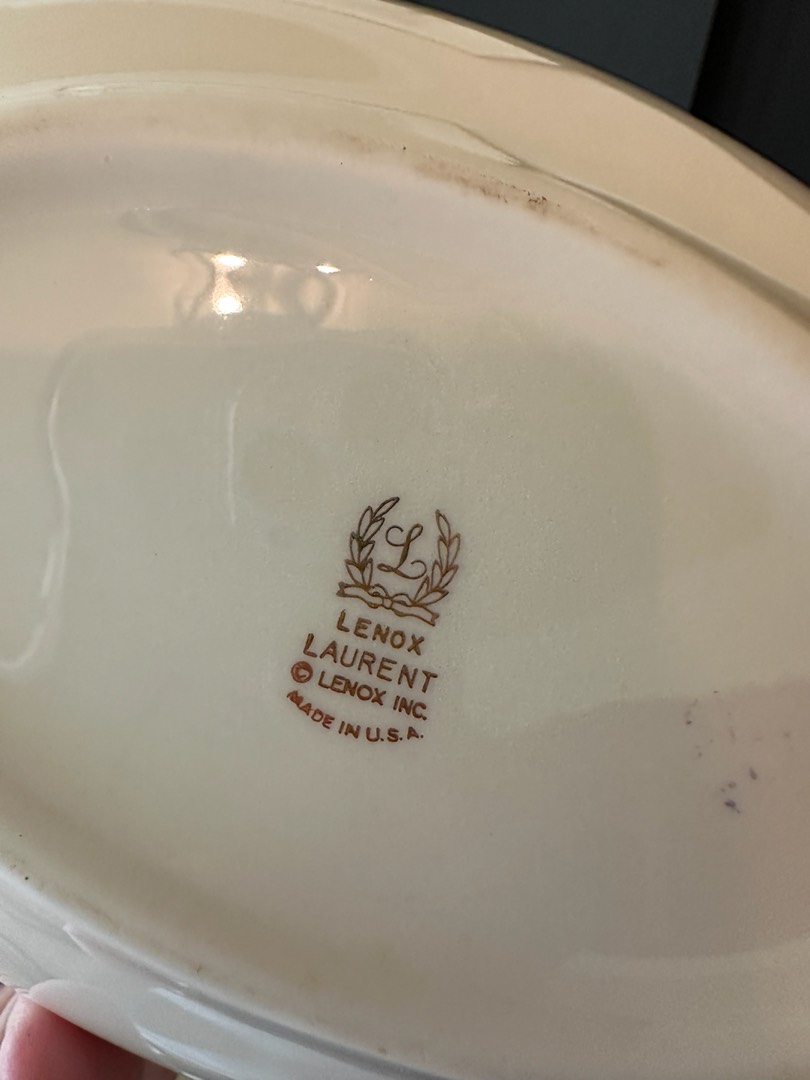 L
LENOX
LAURENT
© LENOX INC.
MADE IN U.S.A.